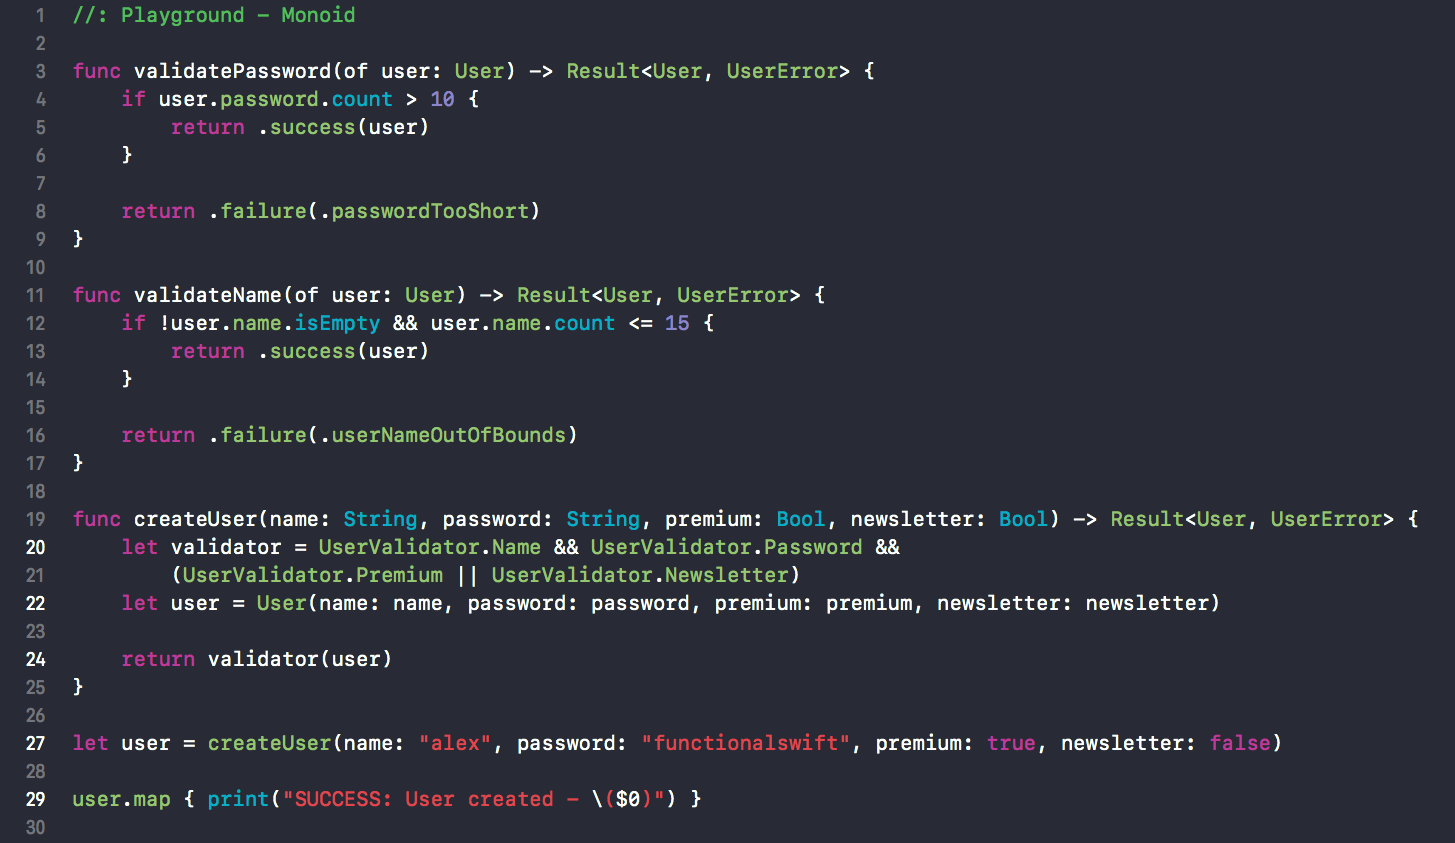 1 //: Playground – Monoid
2
3 func validatePassword(of user: User) -> Result<User, UserError> {
4     if user.password.count > 10 {
5         return .success(user)
6     }
7
8     return .failure(.passwordTooShort)
9 }
10
11 func validateName(of user: User) -> Result<User, UserError> {
12     if !user.name.isEmpty && user.name.count <= 15 {
13         return .success(user)
14     }
15
16     return .failure(.userNameOutOfBounds)
17 }
18
19 func createUser(name: String, password: String, premium: Bool, newsletter: Bool) -> Result<User, UserError> {
20     let validator = UserValidator.Name && UserValidator.Password &&
21         (UserValidator.Premium || UserValidator.Newsletter)
22     let user = User(name: name, password: password, premium: premium, newsletter: newsletter)
23
24     return validator(user)
25 }
26
27 let user = createUser(name: "alex", password: "functionalswift", premium: true, newsletter: false)
28
29 user.map { print("SUCCESS: User created – \($0)") }
30